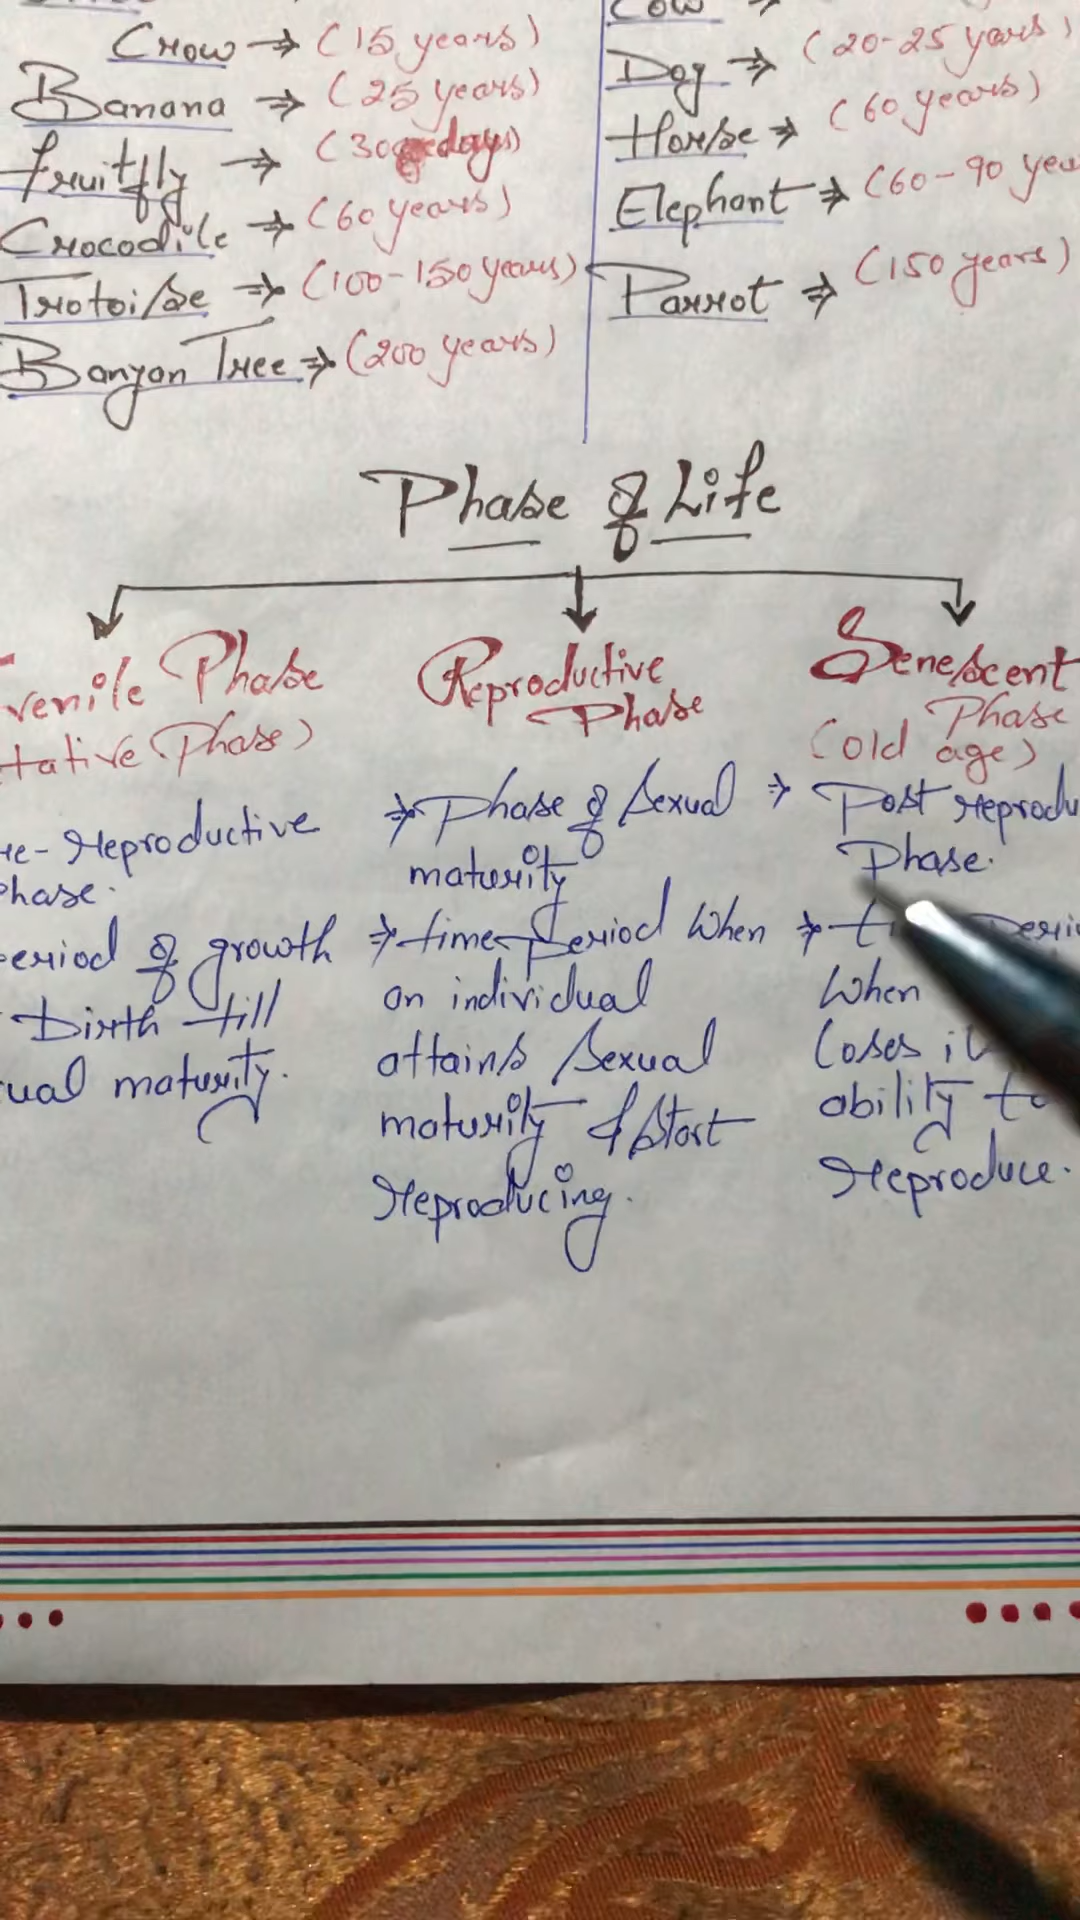 Crow → (15 years)
Banana → (25 years)
fruitfly → (30 days)
Crocodile → (60 years)
Trotoise → (100-150 years)
Banyan Tree → (200 years)
Cow →
Dog → (20-25 years)
Horse → (60 years)
Elephant → (60-90 yea
Parrot → (150 years)
Phase of Life
venile Phase
tative Phase)
re-reproductive
Phase.
eriod of growth
Birth till
ual maturity.
Reproductive
Phase
⇒ Phase of sexual
maturity
⇒ time-period when
an individual
attains sexual
maturity & start
reproducing.
Senescent
Phase
(old age)
⇒ Post reprodu
Phase.
⇒ peri
When
loses
ability to
reproduce.